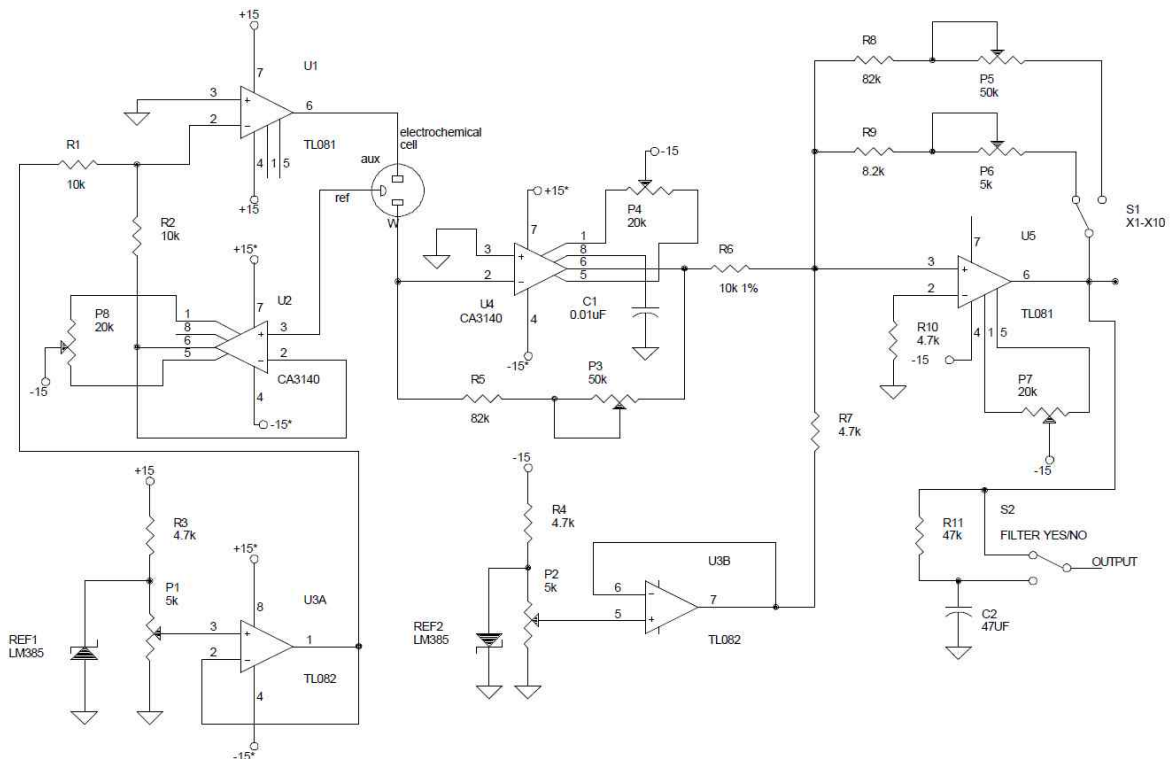 +15
7
U1
3
+
6
2
-
TL081
4
1
5
+15
R1
10k
R2
10k
electrochemical
cell
aux
ref
W
+15*
7
U2
P8
20k
1
8
6
5
3
+
2
-
CA3140
4
-15
-15*
+15
R3
4.7k
P1
5k
REF1
LM385
+15*
8
U3A
3
+
1
2
-
TL082
4
-15*
+15*
7
3
+
2
-
U4
CA3140
4
-15*
1
8
6
5
-15
P4
20k
C1
0.01uF
R6
10k 1%
R5
82k
P3
50k
-15
R4
4.7k
P2
5k
REF2
LM385
U3B
6
-
5
+
7
TL082
R7
4.7k
R8
82k
P5
50k
R9
8.2k
P6
5k
S1
X1-X10
U5
7
3
+
2
-
6
TL081
R10
4.7k
-15
4
1
5
P7
20k
-15
R11
47k
S2
FILTER YES/NO
OUTPUT
C2
47UF